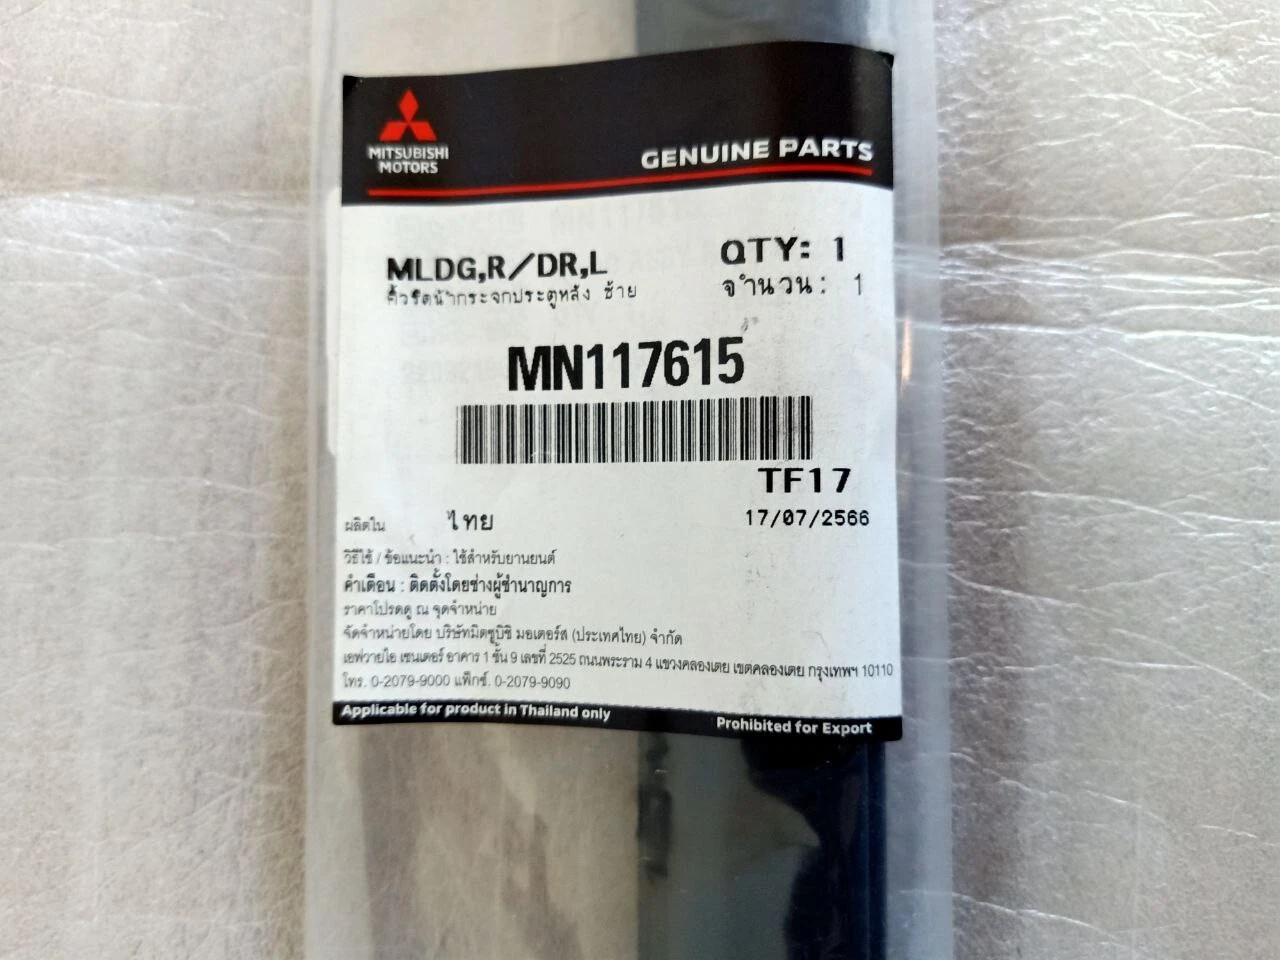 MITSUBISHI
MOTORS
GENUINE PARTS
MLDG,R/DR,L
QTY: 1
คิ้วรีดน้ำกระจกประตูหลัง ซ้าย
จำนวน: 1
MN117615
TF17
ผลิตใน ไทย
17/07/2566
วิธีใช้ / ข้อแนะนำ : ใช้สำหรับยานยนต์
คำเตือน : ติดตั้งโดยช่างผู้ชำนาญการ
ราคาโปรดดู ณ จุดจำหน่าย
จัดจำหน่ายโดย บริษัทมิตซูบิชิ มอเตอร์ส (ประเทศไทย) จำกัด
เอฟวายไอ เซนเตอร์ อาคาร 1 ชั้น 9 เลขที่ 2525 ถนนพระราม 4 แขวงคลองเตย เขตคลองเตย กรุงเทพฯ 10110
โทร. 0-2079-9000 แฟ็กซ์. 0-2079-9090
Applicable for product in Thailand only
Prohibited for Export